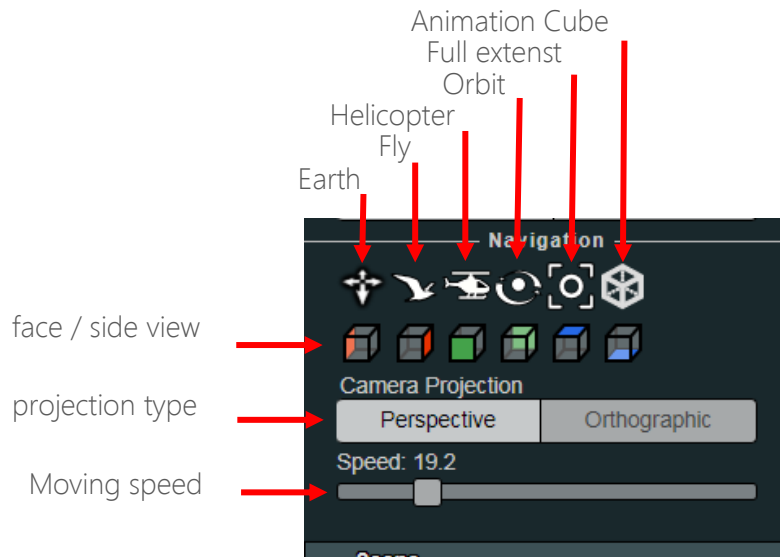 Animation Cube
Full extenst
Orbit
Helicopter
Fly
Earth
Navigation
face / side view
Camera Projection
projection type
Perspective
Orthographic
Speed: 19.2
Moving speed